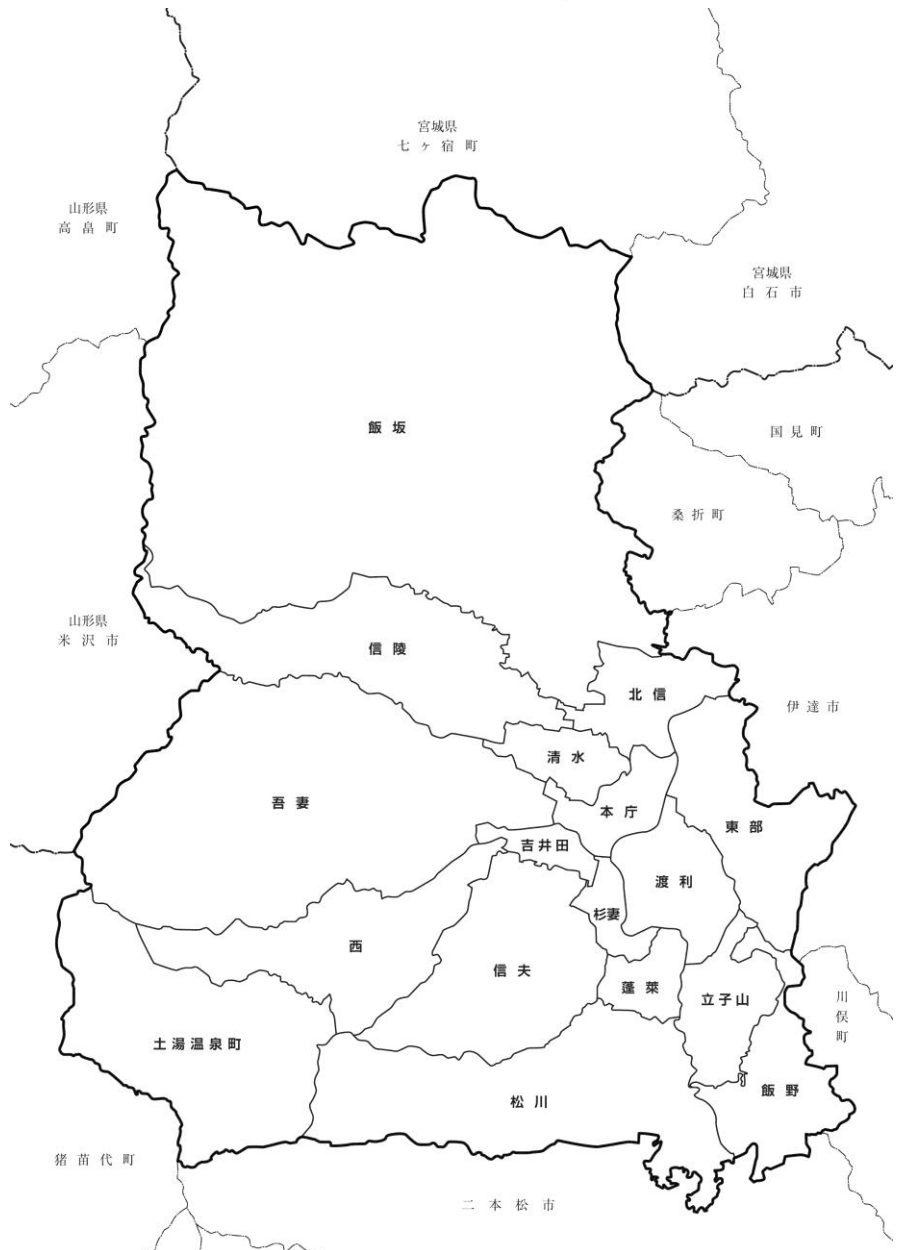 宮城県
七ヶ宿町
山形県
高畠町
宮城県
白石市
飯坂
国見町
桑折町
山形県
米沢市
信陵
北信
伊達市
清水
吾妻
本庁
東部
吉井田
渡利
杉妻
西
信夫
蓬萊
立子山
川俣町
土湯温泉町
飯野
松川
猪苗代町
二本松市